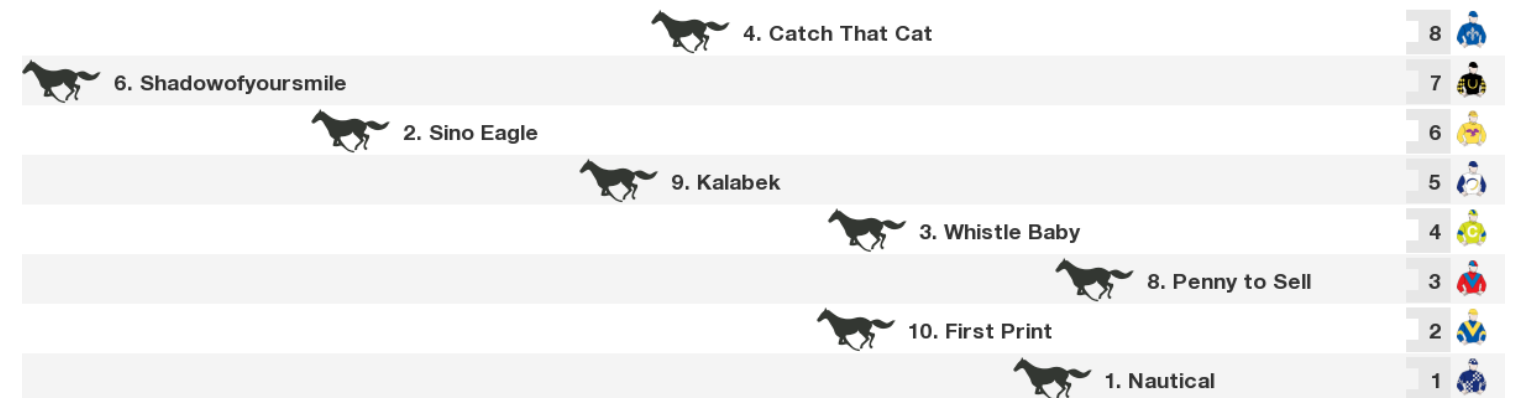 4. Catch That Cat 8
6. Shadowofyoursmile 7
2. Sino Eagle 6
9. Kalabek 5
3. Whistle Baby C 4
8. Penny to Sell 3
10. First Print 2
1. Nautical 1